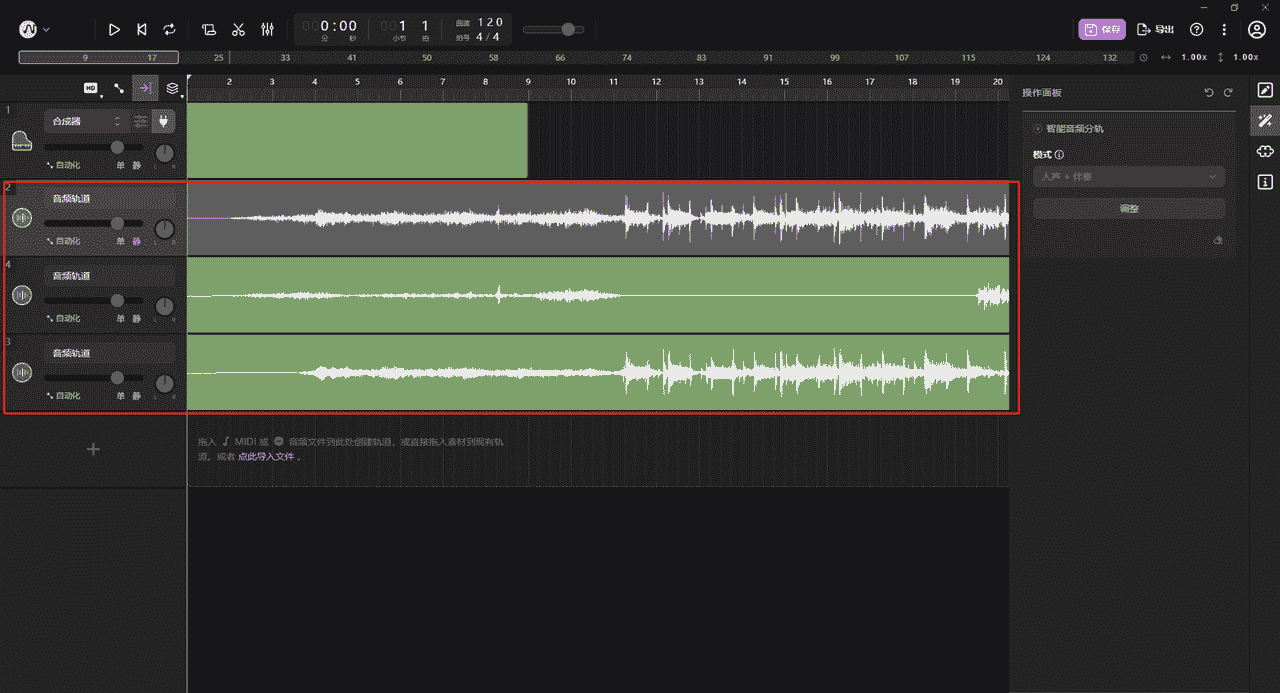 0:00
分 秒
1 1
小节 拍
曲速 120
拍号 4/4
保存
导出
9 17 25 33 41 50 58 66 74 83 91 99 107 115 124 132
1.00x 1.00x
HD
2 3 4 5 6 7 8 9 10 11 12 13 14 15 16 17 18 19 20
操作面板
1
合成器
自动化 单 静 L R
智能音频分轨
模式
人声 + 伴奏
调整
2
音频轨道
自动化 单 静 L R
4
音频轨道
自动化 单 静 L R
3
音频轨道
自动化 单 静 L R
拖入 MIDI 或 音频文件到此处创建轨道，或直接拖入素材到现有轨
道。或者 点此导入文件 。